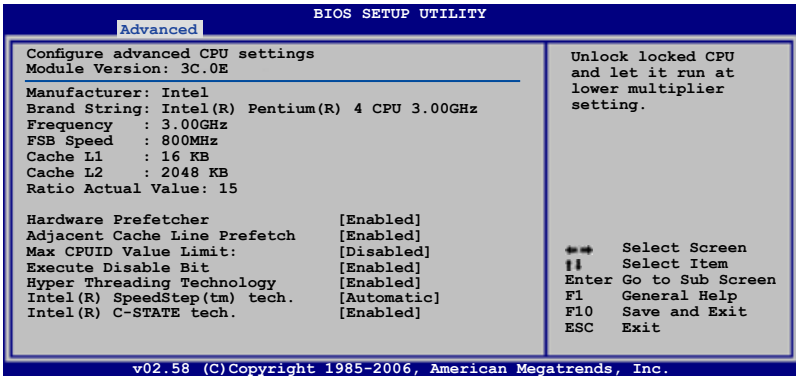 BIOS SETUP UTILITY
Advanced
Configure advanced CPU settings
Module Version: 3C.0E
Manufacturer: Intel
Brand String: Intel(R) Pentium(R) 4 CPU 3.00GHz
Frequency : 3.00GHz
FSB Speed : 800MHz
Cache L1 : 16 KB
Cache L2 : 2048 KB
Ratio Actual Value: 15
Hardware Prefetcher [Enabled]
Adjacent Cache Line Prefetch [Enabled]
Max CPUID Value Limit: [Disabled]
Execute Disable Bit [Enabled]
Hyper Threading Technology [Enabled]
Intel(R) SpeedStep(tm) tech. [Automatic]
Intel(R) C-STATE tech. [Enabled]
Unlock locked CPU
and let it run at
lower multiplier
setting.
←→ Select Screen
↑↓ Select Item
Enter Go to Sub Screen
F1 General Help
F10 Save and Exit
ESC Exit
v02.58 (C)Copyright 1985-2006, American Megatrends, Inc.